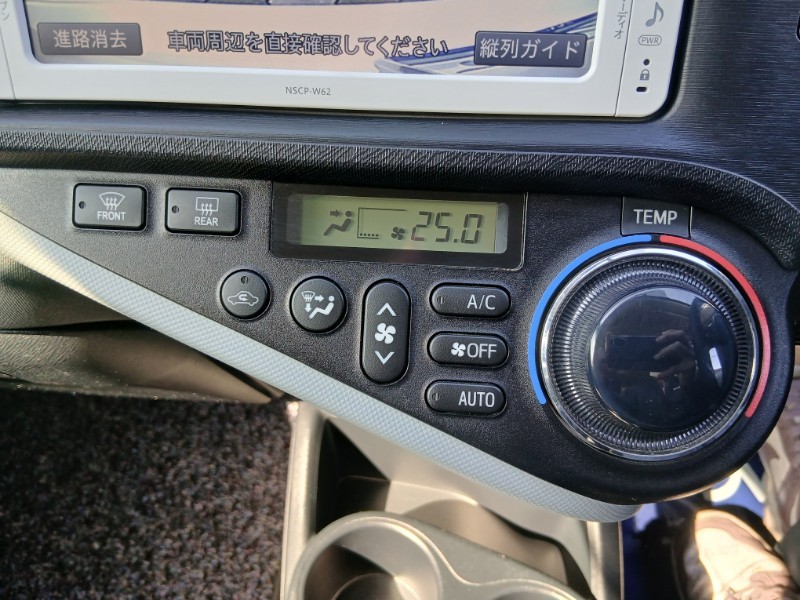 進路消去
車両周辺を直接確認してください
縦列ガイド
PWR
NSCP-W62
FRONT
REAR
25.0
TEMP
A/C
OFF
AUTO